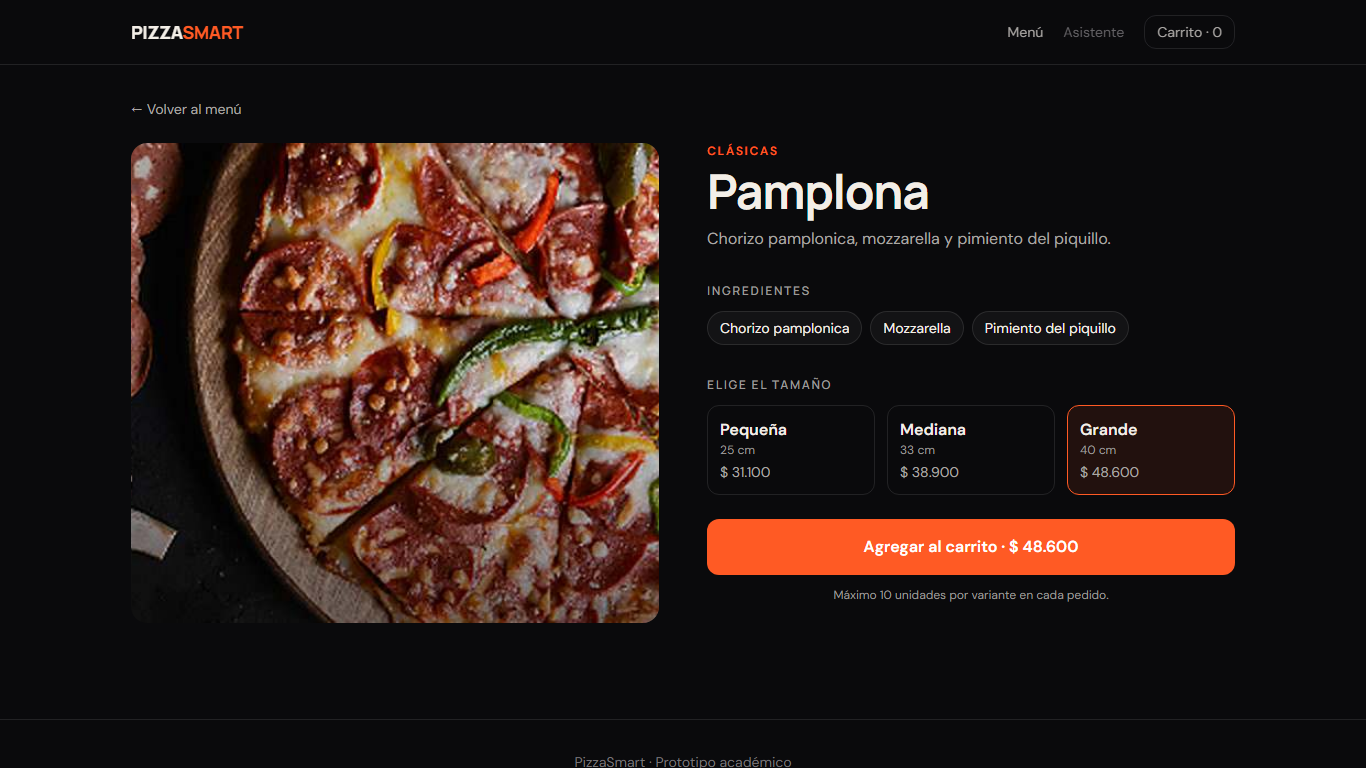 PIZZASMART
Menú
Asistente
Carrito · 0
← Volver al menú
CLÁSICAS
Pamplona
Chorizo pamplonica, mozzarella y pimiento del piquillo.
INGREDIENTES
Chorizo pamplonica
Mozzarella
Pimiento del piquillo
ELIGE EL TAMAÑO
Pequeña
25 cm
$ 31.100
Mediana
33 cm
$ 38.900
Grande
40 cm
$ 48.600
Agregar al carrito · $ 48.600
Máximo 10 unidades por variante en cada pedido.
PizzaSmart · Prototipo académico